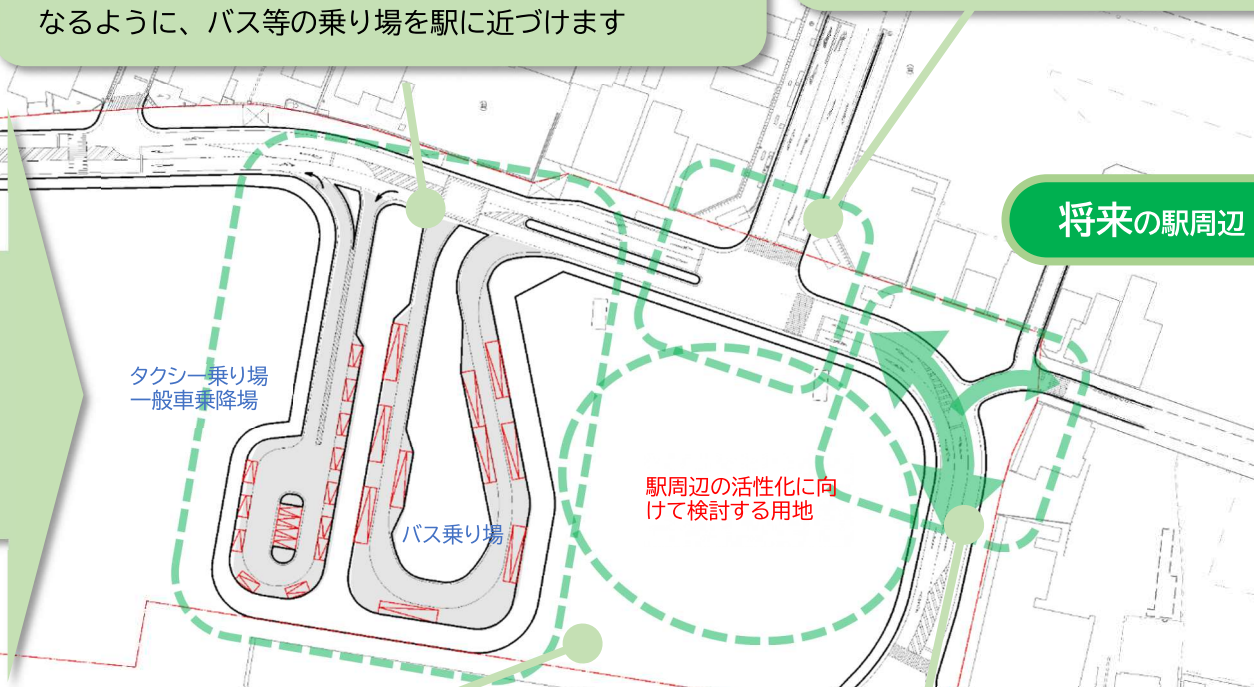 なるように、バス等の乗り場を駅に近づけます
将来の駅周辺
タクシー乗り場
一般車乗降場
駅周辺の活性化に向
けて検討する用地
バス乗り場